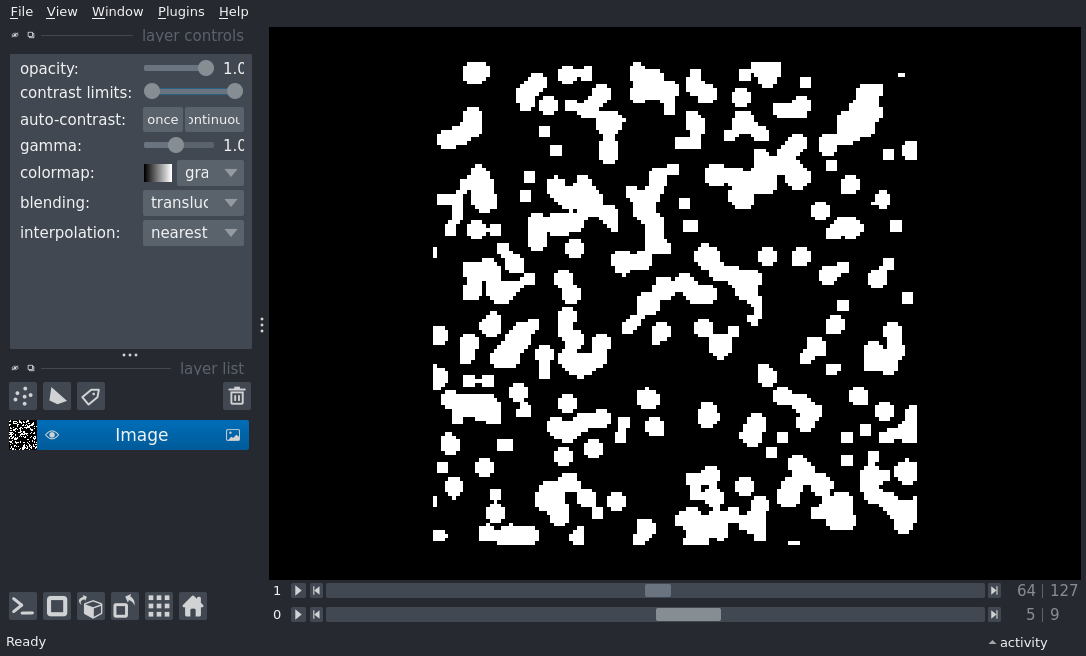 File View Window Plugins Help
layer controls
opacity: 1.0
contrast limits:
auto-contrast: once ontinuou
gamma: 1.0
colormap: gra
blending: transluc
interpolation: nearest
layer list
Image
1 64 | 127
0 5 | 9
Ready activity